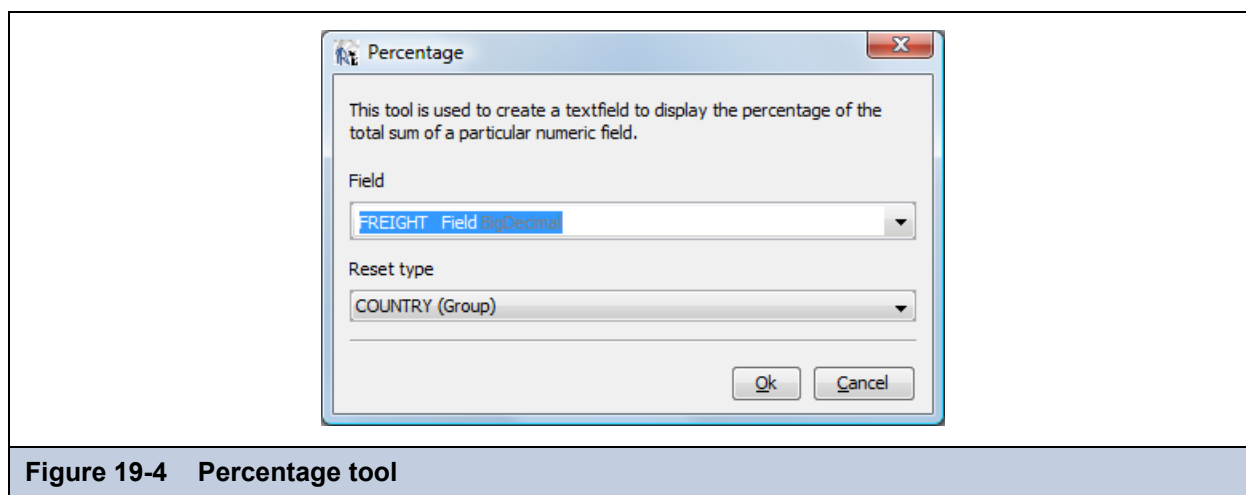 Percentage
This tool is used to create a textfield to display the percentage of the
total sum of a particular numeric field.
Field
FREIGHT Field BigDecimal
Reset type
COUNTRY (Group)
Ok Cancel
Figure 19-4 Percentage tool